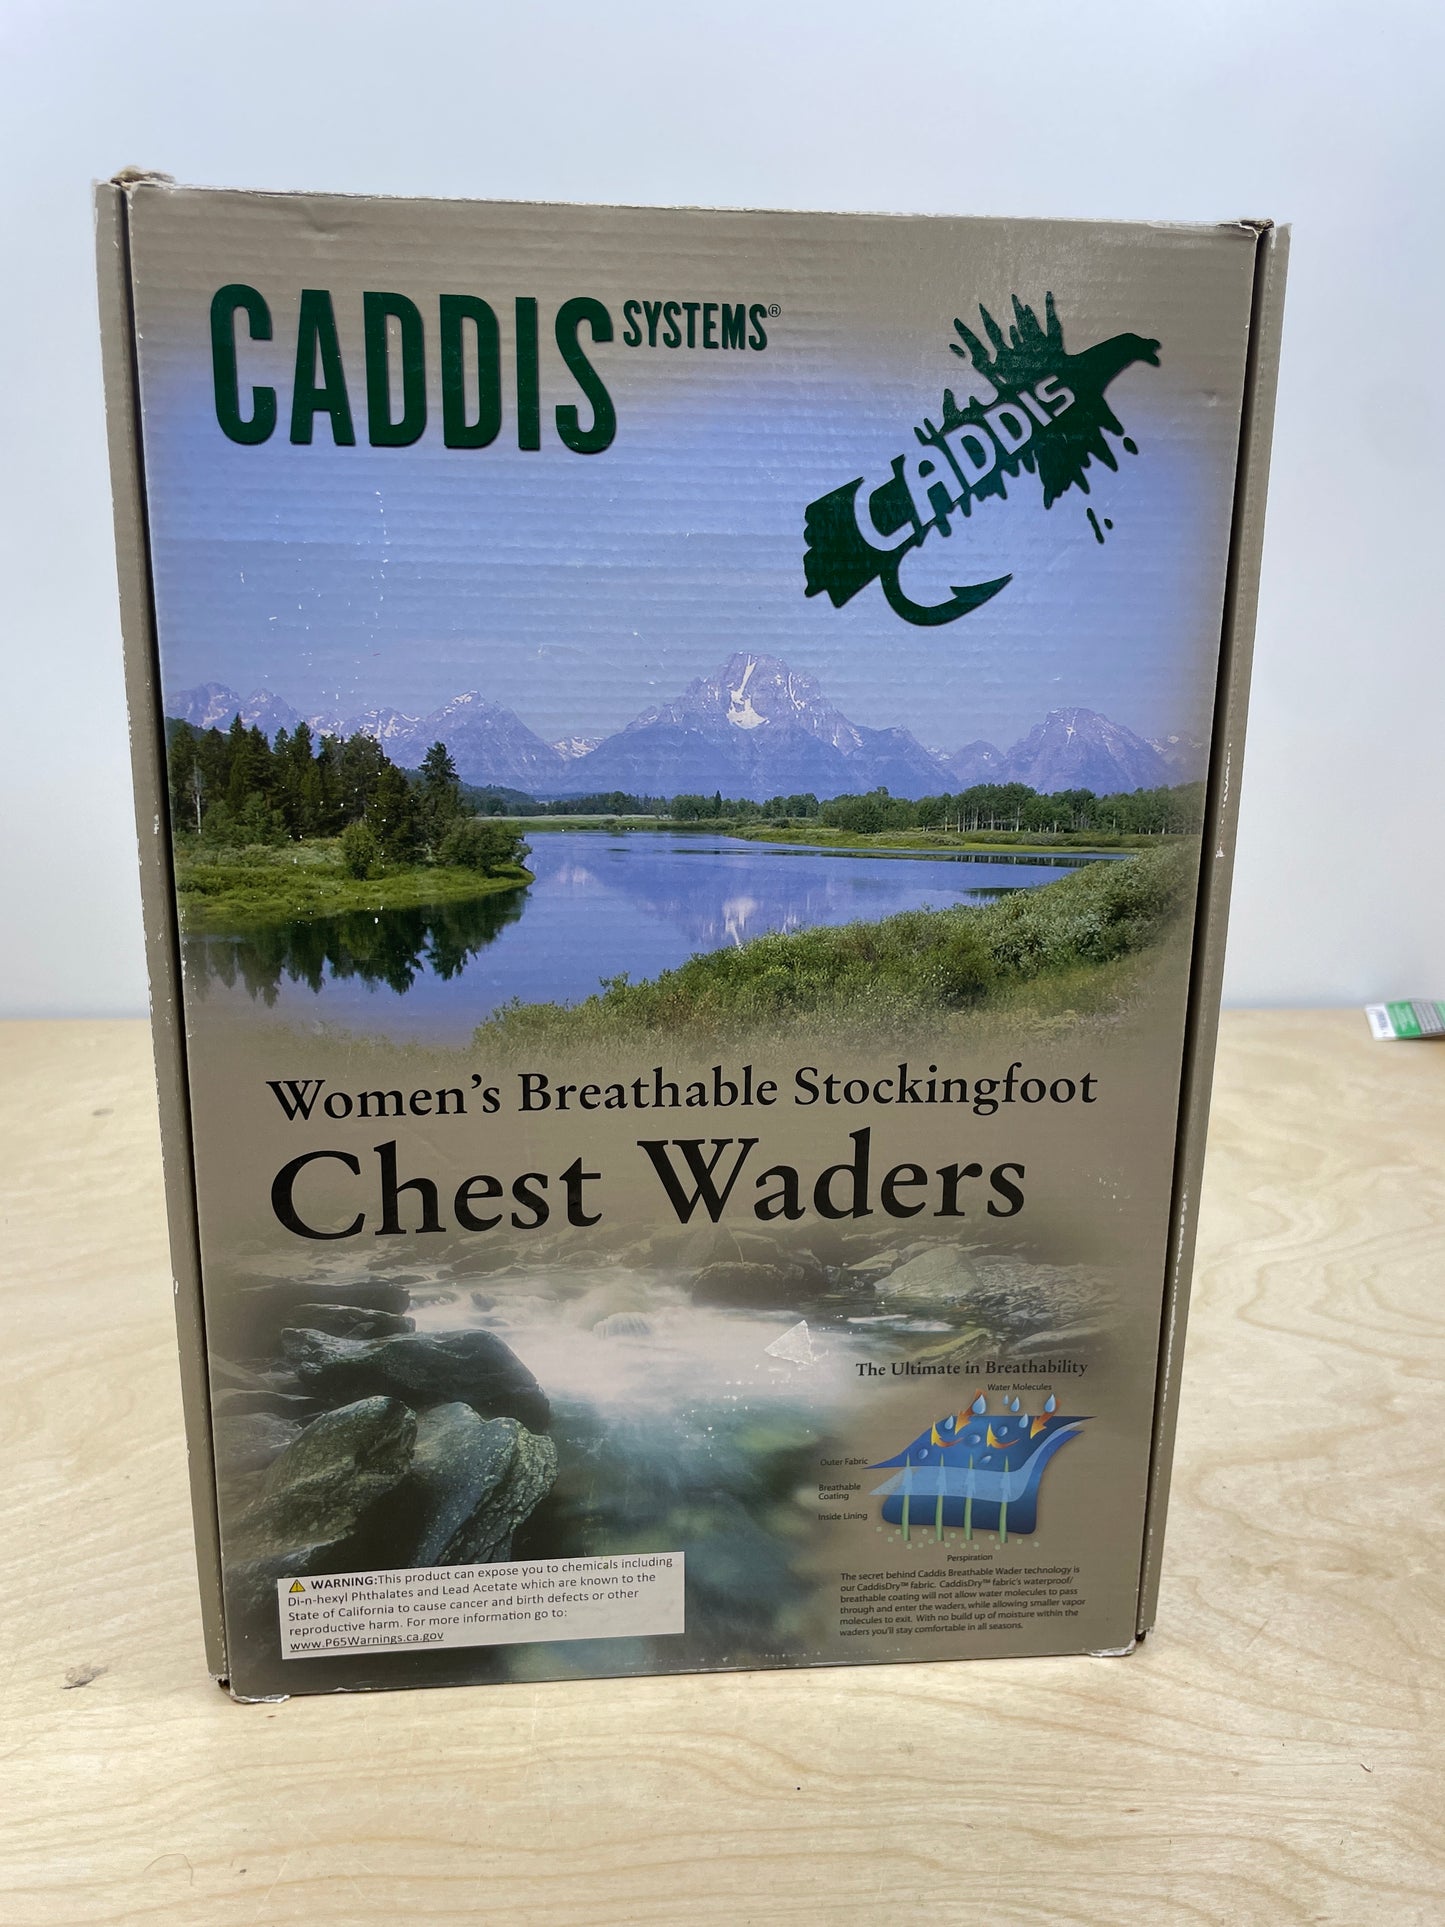 CADDIS SYSTEMS®
CADDIS
Women's Breathable Stockingfoot
Chest Waders
The Ultimate in Breathability
Water Molecules
Outer Fabric
Breathable
Coating
Inside Lining
Perspiration
The secret behind Caddis Breathable Wader technology is
our CaddisDry™ fabric. CaddisDry™ fabric's waterproof/
breathable coating will not allow water molecules to pass
through and enter the waders, while allowing smaller vapor
molecules to exit. With no build up of moisture within the
waders you'll stay comfortable in all seasons.
WARNING:This product can expose you to chemicals including
Di-n-hexyl Phthalates and Lead Acetate which are known to the
State of California to cause cancer and birth defects or other
reproductive harm. For more information go to:
www.P65Warnings.ca.gov